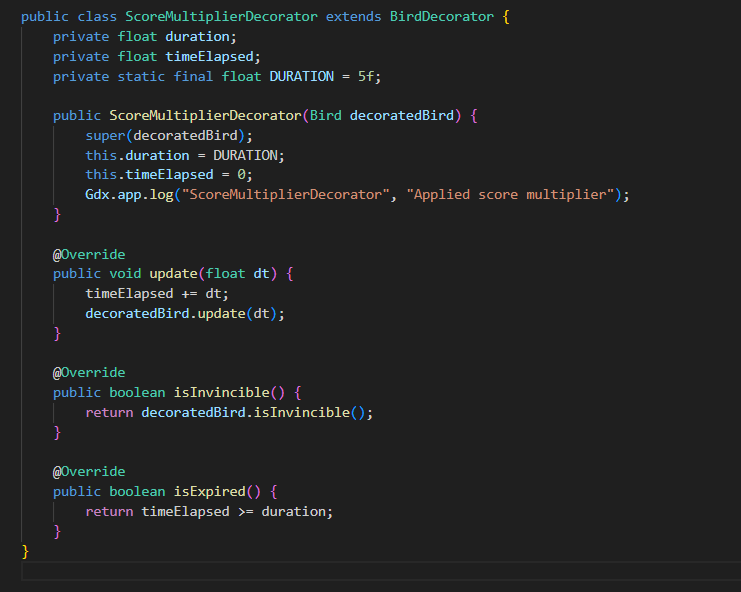 public class ScoreMultiplierDecorator extends BirdDecorator {
    private float duration;
    private float timeElapsed;
    private static final float DURATION = 5f;

    public ScoreMultiplierDecorator(Bird decoratedBird) {
        super(decoratedBird);
        this.duration = DURATION;
        this.timeElapsed = 0;
        Gdx.app.log("ScoreMultiplierDecorator", "Applied score multiplier");
    }

    @Override
    public void update(float dt) {
        timeElapsed += dt;
        decoratedBird.update(dt);
    }

    @Override
    public boolean isInvincible() {
        return decoratedBird.isInvincible();
    }

    @Override
    public boolean isExpired() {
        return timeElapsed >= duration;
    }
}